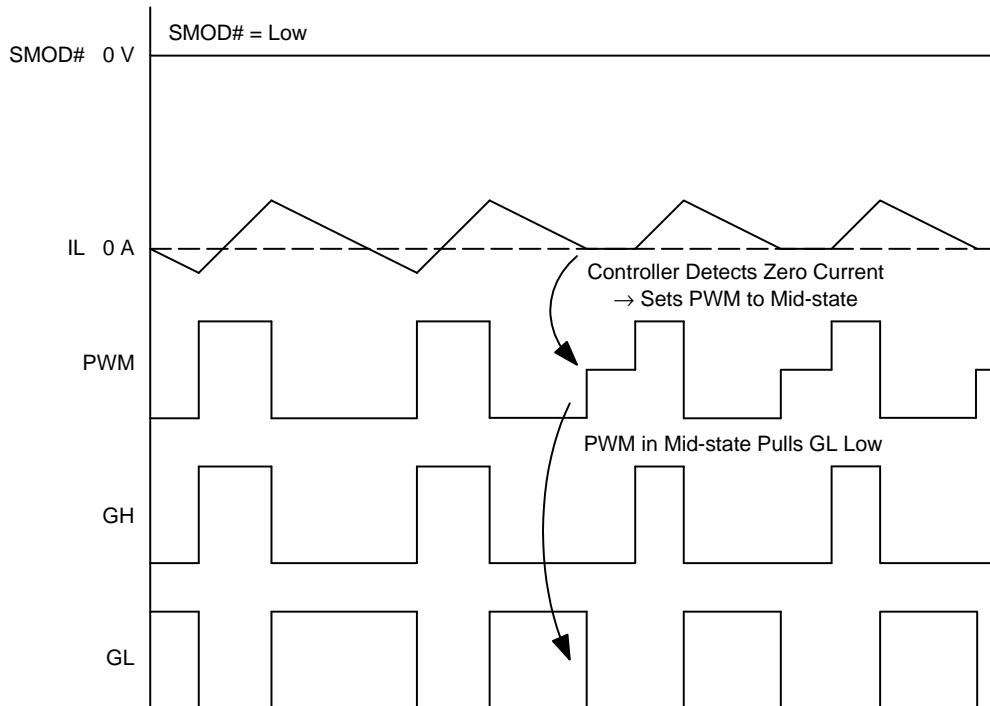 SMOD# = Low
SMOD# 0 V
IL 0 A
Controller Detects Zero Current
→ Sets PWM to Mid-state
PWM
PWM in Mid-state Pulls GL Low
GH
GL